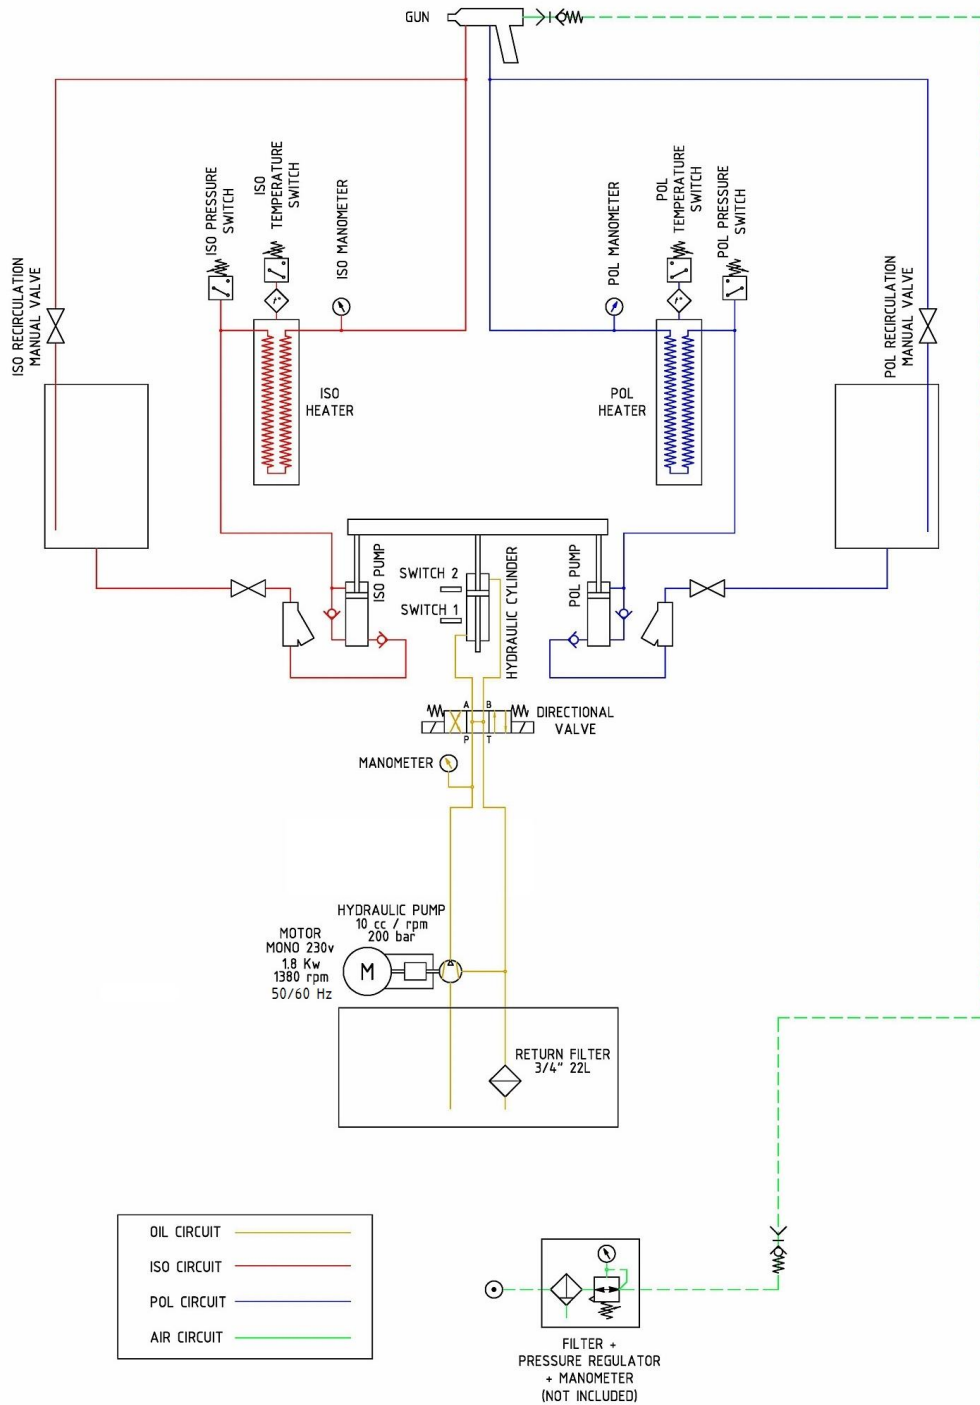 GUN
ISO PRESSURE
SWITCH
ISO
TEMPERATURE
SWITCH
ISO MANOMETER
POL MANOMETER
POL
TEMPERATURE
SWITCH
POL PRESSURE
SWITCH
ISO RECIRCULATION
MANUAL VALVE
POL RECIRCULATION
MANUAL VALVE
t°
t°
ISO
HEATER
POL
HEATER
ISO PUMP
SWITCH 2
SWITCH 1
HYDRAULIC CYLINDER
POL PUMP
A B
P T
DIRECTIONAL
VALVE
MANOMETER
HYDRAULIC PUMP
10 cc / rpm
200 bar
MOTOR
MONO 230v
1.8 Kw
1380 rpm
50/60 Hz
M
RETURN FILTER
3/4" 22L
OIL CIRCUIT
ISO CIRCUIT
POL CIRCUIT
AIR CIRCUIT
FILTER +
PRESSURE REGULATOR
+ MANOMETER
(NOT INCLUDED)